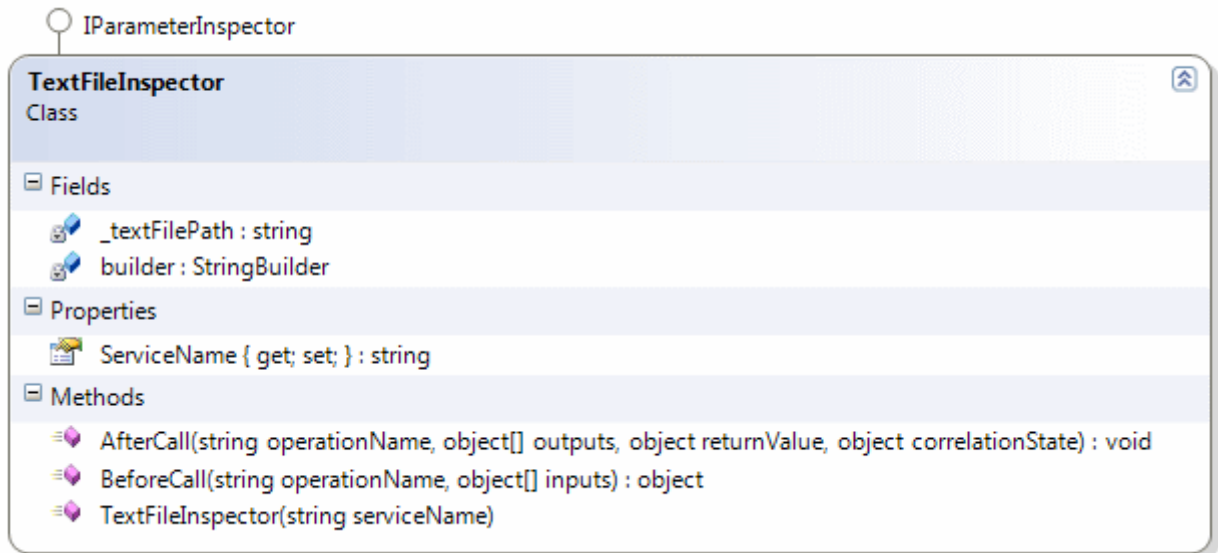 IParameterInspector
TextFileInspector
Class
Fields
_textFilePath : string
builder : StringBuilder
Properties
ServiceName { get; set; } : string
Methods
AfterCall(string operationName, object[] outputs, object returnValue, object correlationState) : void
BeforeCall(string operationName, object[] inputs) : object
TextFileInspector(string serviceName)